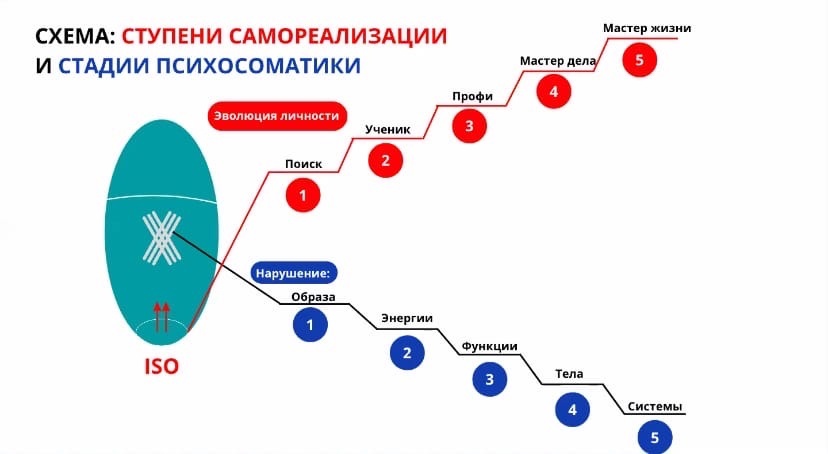 СХЕМА: СТУПЕНИ САМОРЕАЛИЗАЦИИ
И СТАДИИ ПСИХОСОМАТИКИ
Эволюция личности
Поиск
1
Ученик
2
Профи
3
Мастер дела
4
Мастер жизни
5
ISO
Нарушение:
Образа
1
Энергии
2
Функции
3
Тела
4
Системы
5